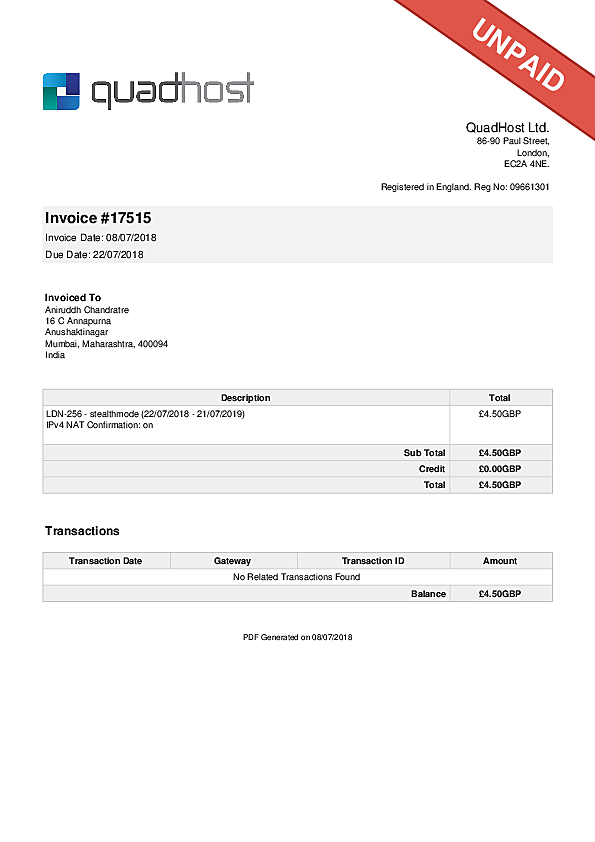 UNPAID
quadhost
QuadHost Ltd.
86-90 Paul Street,
London,
EC2A 4NE.
Registered in England. Reg No: 09661301
Invoice #17515
Invoice Date: 08/07/2018
Due Date: 22/07/2018
Invoiced To
Aniruddh Chandratre
16 C Annapurna
Anushaktinagar
Mumbai, Maharashtra, 400094
India
Description Total
LDN-256 - stealthmode (22/07/2018 - 21/07/2019) £4.50GBP
IPv4 NAT Confirmation: on
Sub Total £4.50GBP
Credit £0.00GBP
Total £4.50GBP
Transactions
Transaction Date Gateway Transaction ID Amount
No Related Transactions Found
Balance £4.50GBP
PDF Generated on 08/07/2018